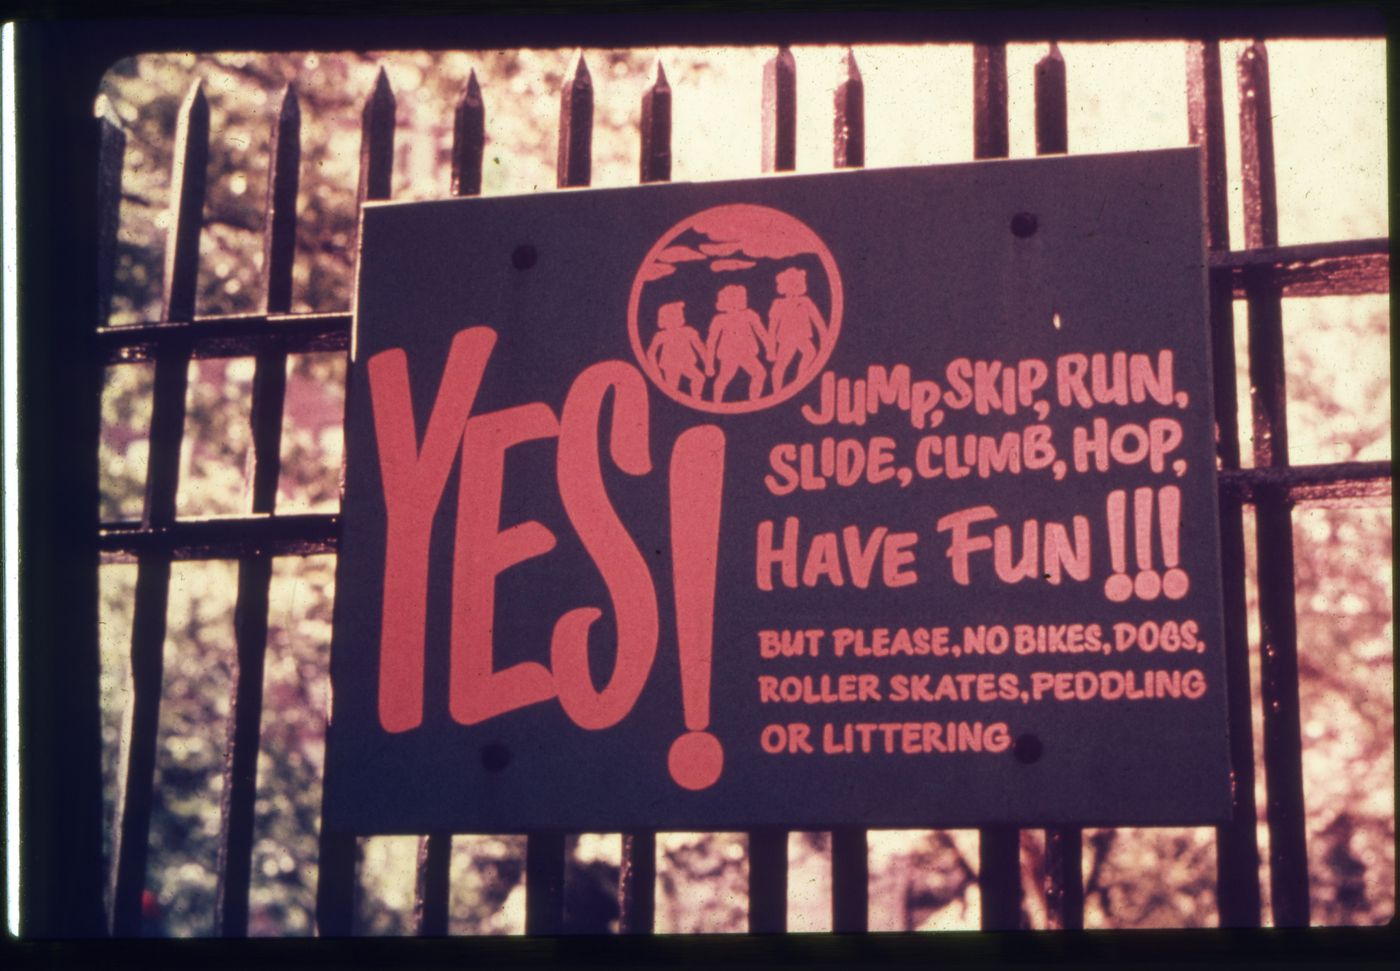 YES!
JUMP, SKIP, RUN,
SLIDE, CLIMB, HOP,
HAVE FUN!!!
BUT PLEASE, NO BIKES, DOGS,
ROLLER SKATES, PEDDLING
OR LITTERING